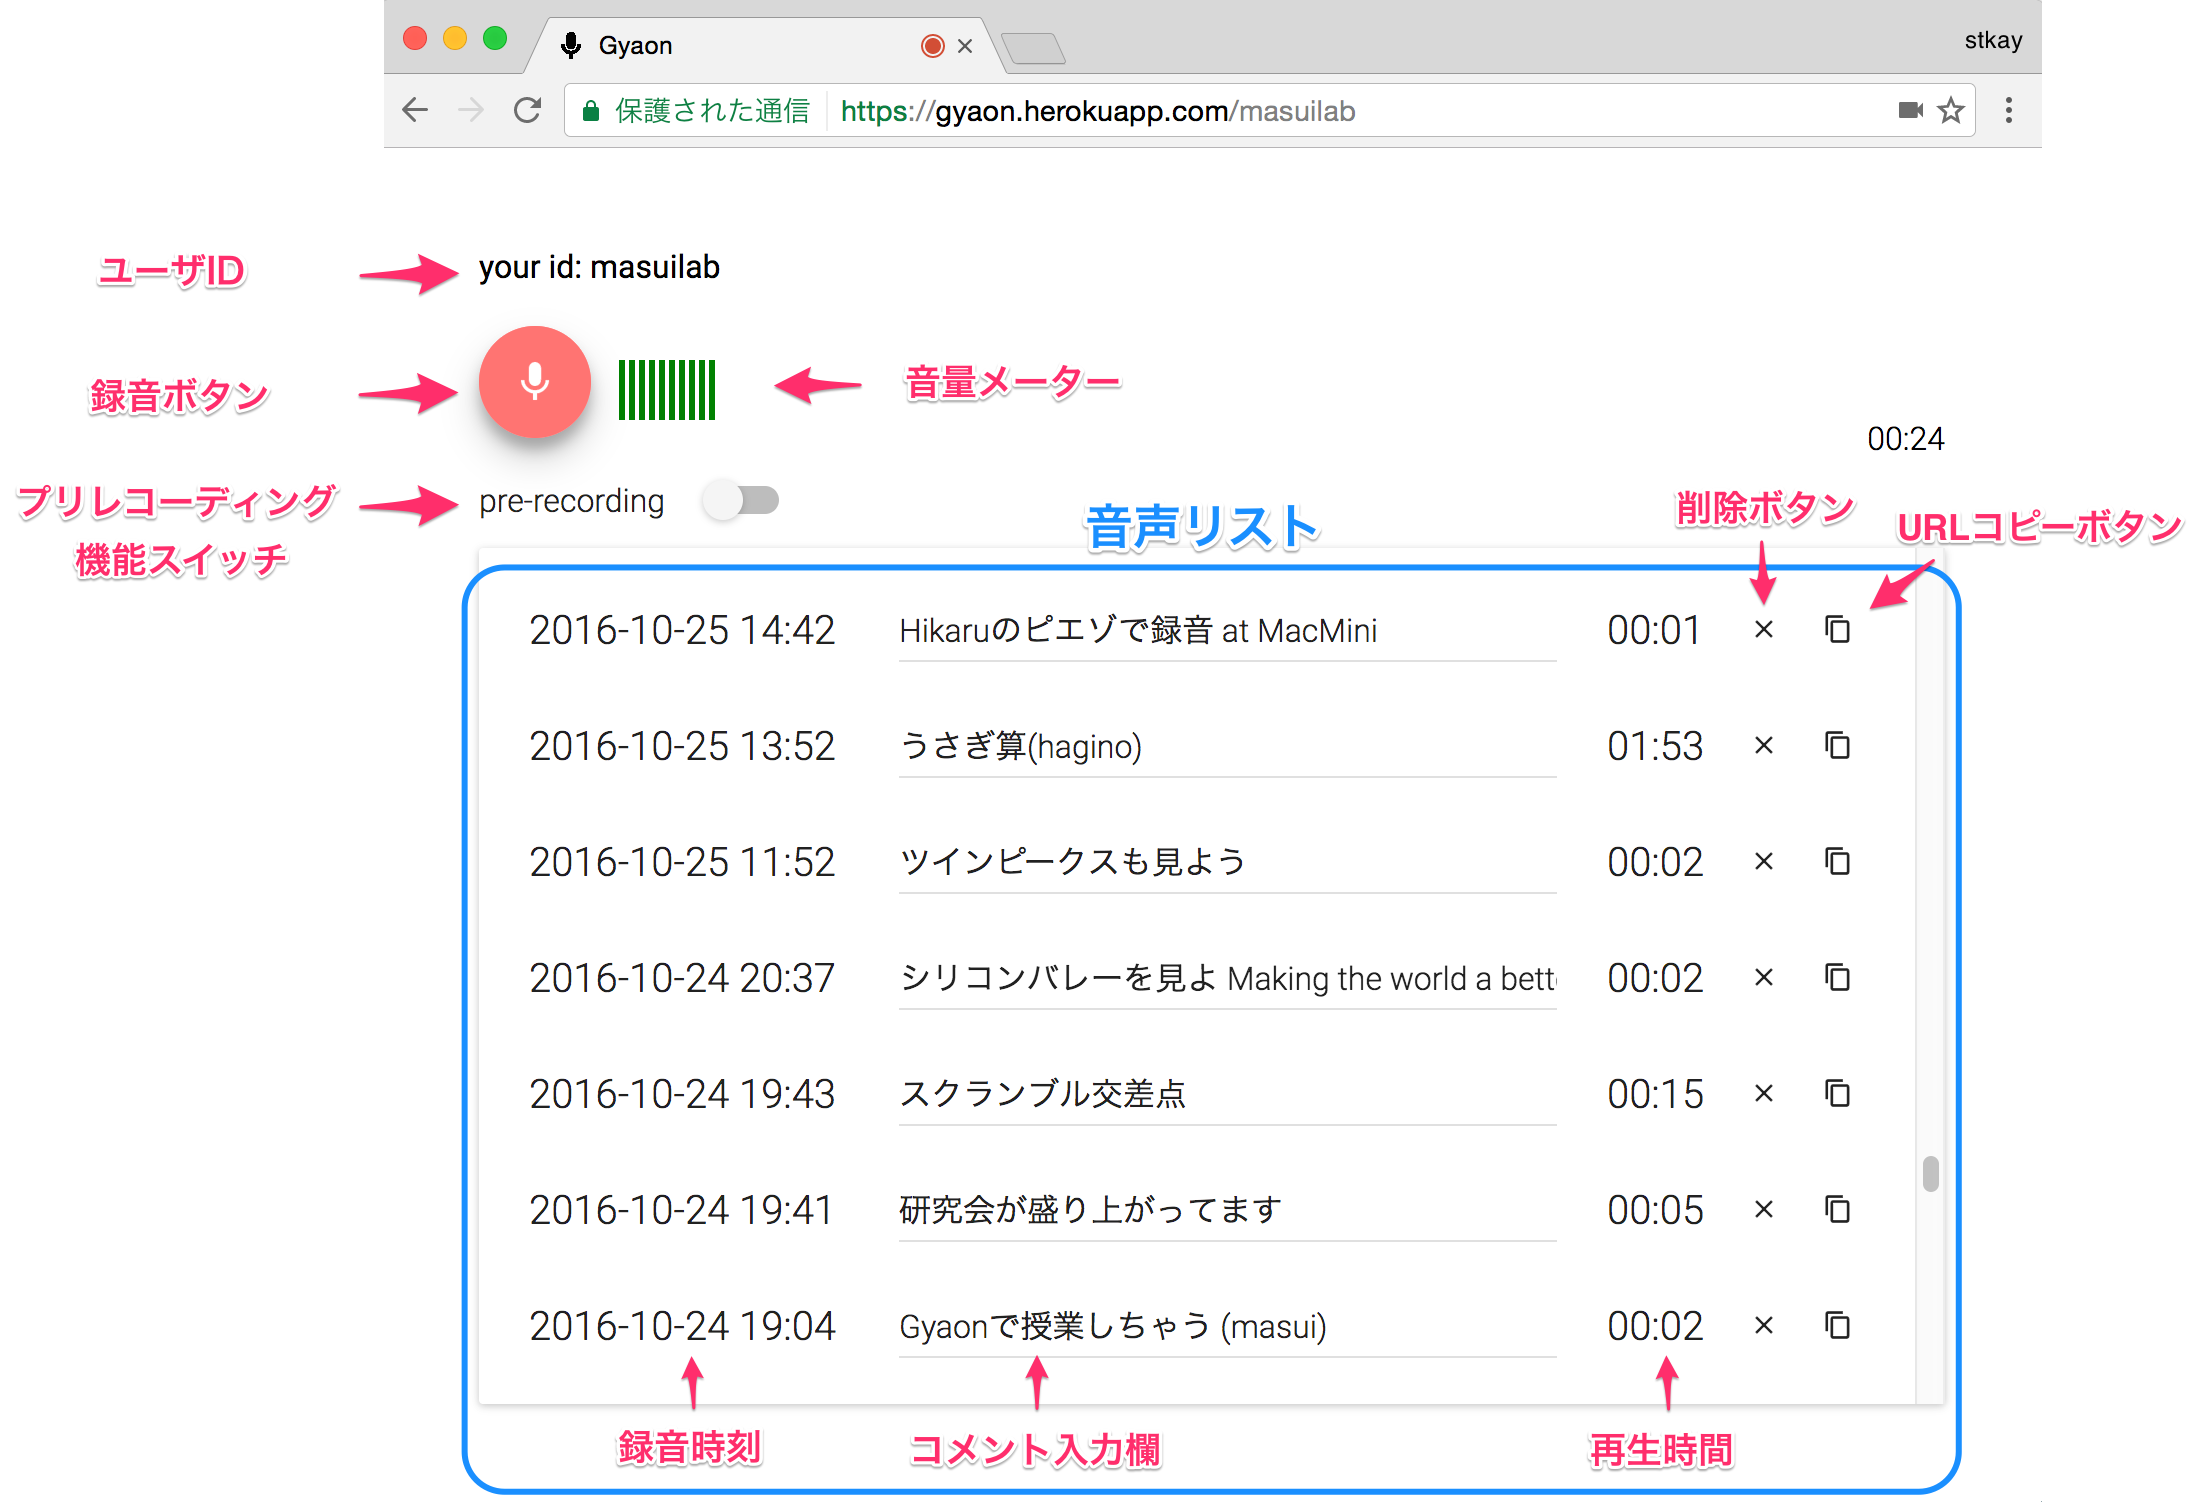 Gyaon
stkay
保護された通信 https://gyaon.herokuapp.com/masuilab
ユーザID
your id: masuilab
録音ボタン
音量メーター
00:24
プリレコーディング
機能スイッチ
pre-recording
音声リスト
削除ボタン
URLコピーボタン
2016-10-25 14:42 Hikaruのピエゾで録音 at MacMini 00:01
2016-10-25 13:52 うさぎ算(hagino) 01:53
2016-10-25 11:52 ツインピークスも見よう 00:02
2016-10-24 20:37 シリコンバレーを見よ Making the world a bett 00:02
2016-10-24 19:43 スクランブル交差点 00:15
2016-10-24 19:41 研究会が盛り上がってます 00:05
2016-10-24 19:04 Gyaonで授業しちゃう (masui) 00:02
録音時刻
コメント入力欄
再生時間